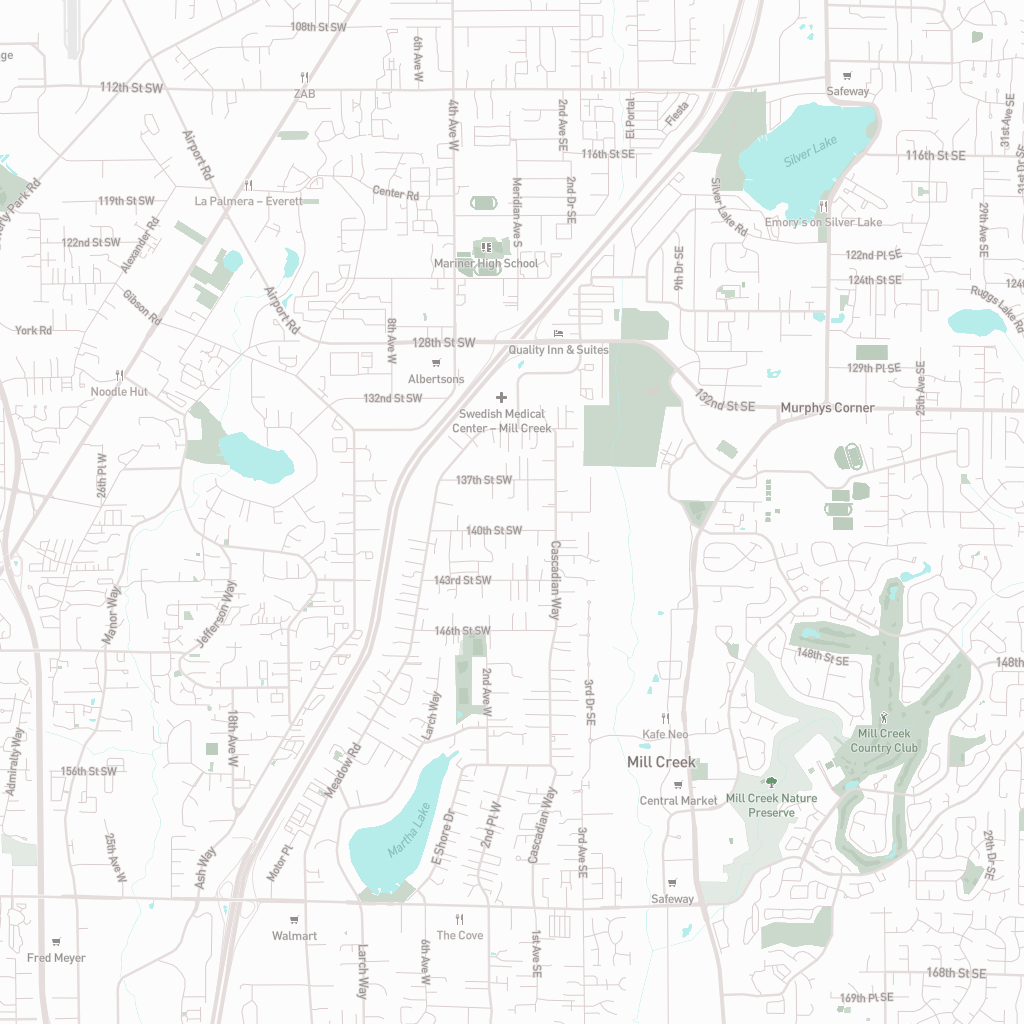 108th St SW
6th Ave W
112th St SW
ZAB
4th Ave W
2nd Ave SE
El Portal
Fiesta
Safeway
31st Ave SE
Airport Rd
Silver Lake
116th St SE
116th St SE
31st Dr SE
Beverly Park Rd
119th St SW
La Palmera – Everett
Center Rd
Meridian Ave S
2nd Dr SE
Silver Lake Rd
Emory's on Silver Lake
29th Ave SE
122nd St SW
Alexander Rd
Mariner High School
9th Dr SE
122nd Pl SE
124th St SE
Gibson Rd
Airport Rd
Ruggs Lake Rd
York Rd
8th Ave W
128th St SW
Quality Inn & Suites
129th Pl SE
25th Ave SE
Noodle Hut
Albertsons
132nd St SW
132nd St SE
Murphys Corner
Swedish Medical
Center – Mill Creek
26th Pl W
137th St SW
140th St SW
Cascadian Way
143rd St SW
Manor Way
Jefferson Way
146th St SW
148th St SE
2nd Ave W
3rd Dr SE
Larch Way
18th Ave W
Kafe Neo
Mill Creek
Country Club
Admiralty Way
156th St SW
Meadow Rd
Mill Creek
Central Market
Mill Creek Nature
Preserve
Martha Lake
E Shore Dr
2nd Pl W
Cascadian Way
3rd Ave SE
25th Ave W
Ash Way
Motor Pl
29th Dr SE
Safeway
Walmart
The Cove
Fred Meyer
Larch Way
6th Ave W
1st Ave SE
168th St SE
169th Pl SE